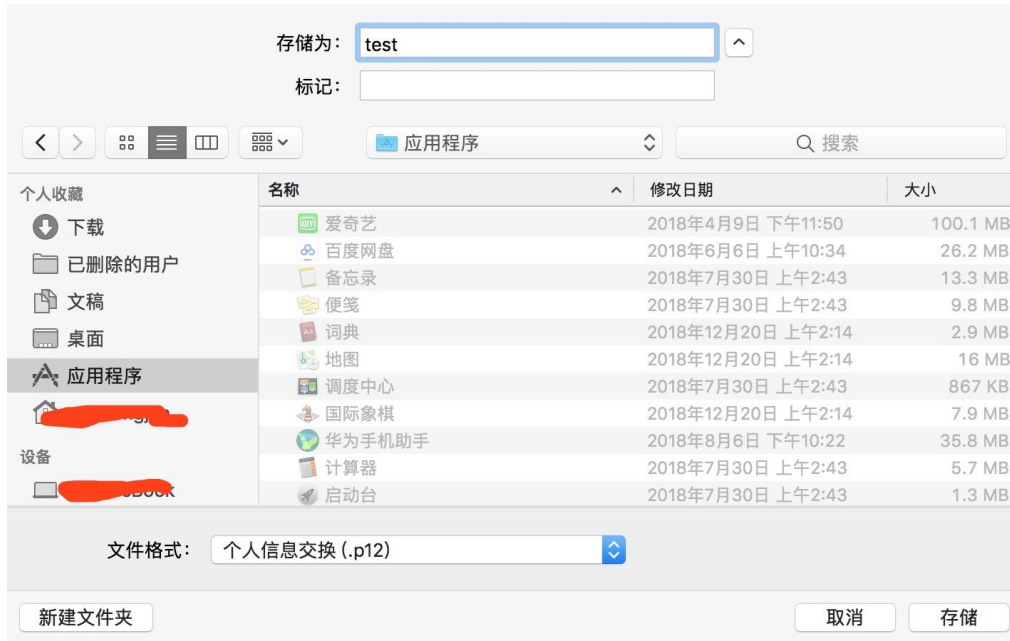 存储为： test
标记：
应用程序 搜索
个人收藏
下载
已删除的用户
文稿
桌面
应用程序
设备
名称 修改日期 大小
爱奇艺 2018年4月9日 下午11:50 100.1 MB
百度网盘 2018年6月6日 上午10:34 26.2 MB
备忘录 2018年7月30日 上午2:43 13.3 MB
便笺 2018年7月30日 上午2:43 9.8 MB
词典 2018年12月20日 上午2:14 2.9 MB
地图 2018年12月20日 上午2:14 16 MB
调度中心 2018年7月30日 上午2:43 867 KB
国际象棋 2018年12月20日 上午2:14 7.9 MB
华为手机助手 2018年8月6日 下午10:22 35.8 MB
计算器 2018年7月30日 上午2:43 5.7 MB
启动台 2018年7月30日 上午2:43 1.3 MB
文件格式： 个人信息交换 (.p12)
新建文件夹 取消 存储